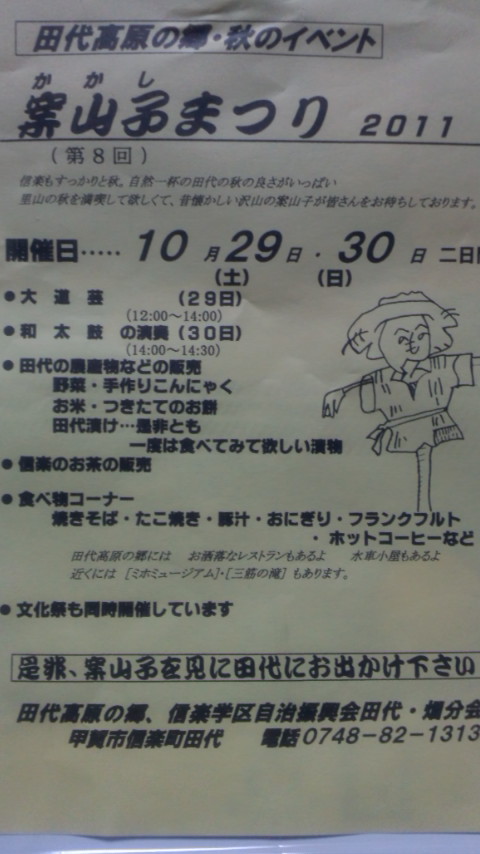 田代高原の郷・秋のイベント
かかし
案山子まつり 2011
(第8回)
信楽もすっかりと秋。自然一杯の田代の秋の良さがいっぱい
里山の秋を満喫して欲しくて、昔懐かしい沢山の案山子が皆さんをお待ちしております。
開催日‥‥‥ 10月29日・30日 二日間
(土) (日)
●大道芸 (29日)
(12:00～14:00)
●和太鼓の演奏 (30日)
(14:00～14:30)
●田代の農産物などの販売
野菜・手作りこんにゃく
お米・つきたてのお餅
田代漬け…是非とも
一度は食べてみて欲しい漬物
●信楽のお茶の販売
●食べ物コーナー
焼きそば・たこ焼き・豚汁・おにぎり・フランクフルト
・ホットコーヒーなど
田代高原の郷には お洒落なレストランもあるよ 水車小屋もあるよ
近くには [ミホミュージアム]・[三筋の滝] もあります。
●文化祭も同時開催しています
是非、案山子を見に田代にお出かけ下さい
田代高原の郷、信楽学区自治振興会田代・畑分会
甲賀市信楽町田代 電話0748－82－1313